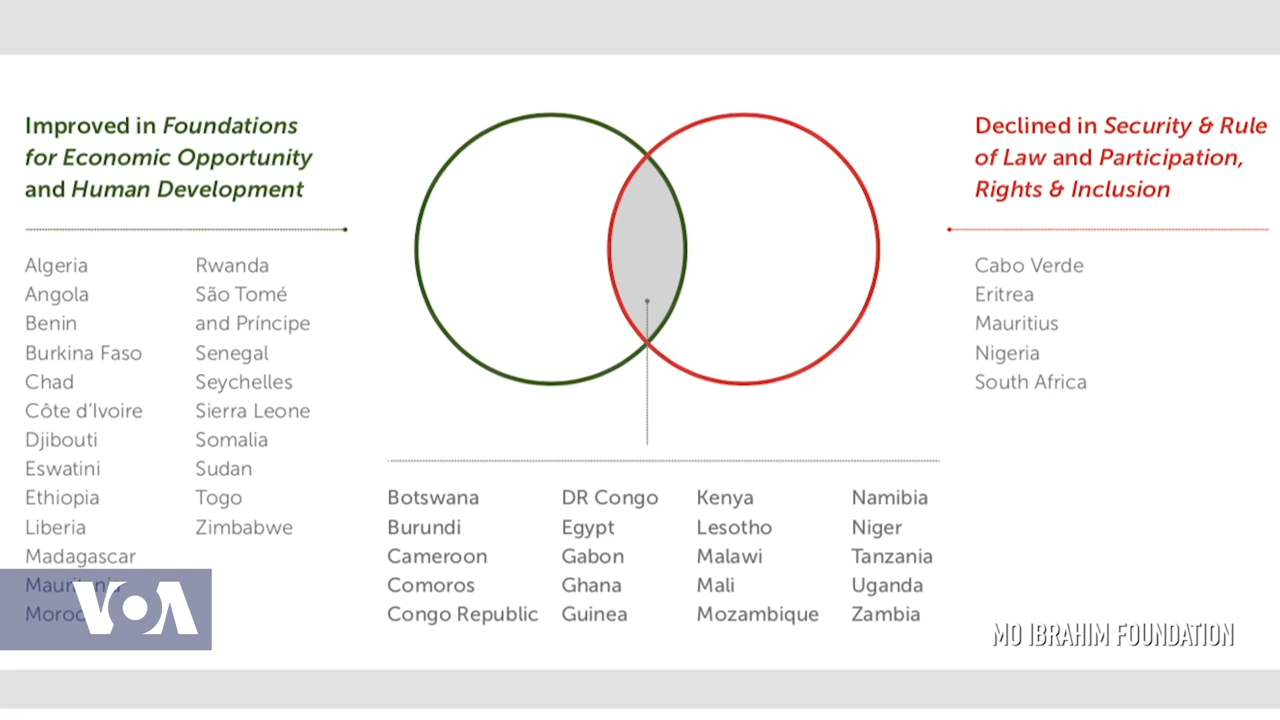 Improved in Foundations
for Economic Opportunity
and Human Development
Algeria
Angola
Benin
Burkina Faso
Chad
Côte d'Ivoire
Djibouti
Eswatini
Ethiopia
Liberia
Madagascar
Mauritania
Rwanda
São Tomé
and Príncipe
Senegal
Seychelles
Sierra Leone
Somalia
Sudan
Togo
Zimbabwe
Botswana
Burundi
Cameroon
Comoros
Congo Republic
DR Congo
Egypt
Gabon
Ghana
Guinea
Kenya
Lesotho
Malawi
Mali
Mozambique
Namibia
Niger
Tanzania
Uganda
Zambia
Declined in Security & Rule
of Law and Participation,
Rights & Inclusion
Cabo Verde
Eritrea
Mauritius
Nigeria
South Africa
VOA
MO IBRAHIM FOUNDATION